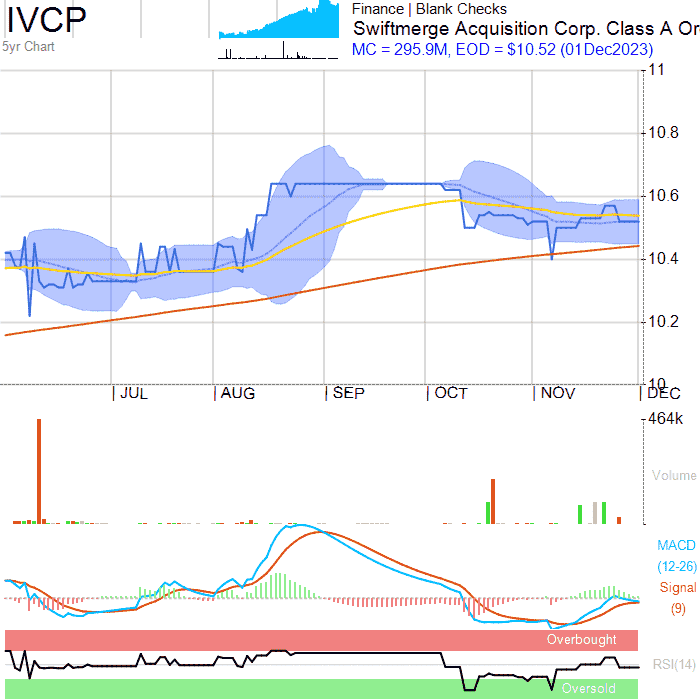 IVCP
5yr Chart
Finance | Blank Checks
Swiftmerge Acquisition Corp. Class A Or
MC = 295.9M, EOD = $10.52 (01Dec2023)
11
10.8
10.6
10.4
10.2
10
JUL
AUG
SEP
OCT
NOV
DEC
464k
Volume
MACD
(12-26)
Signal
(9)
Overbought
RSI(14)
Oversold